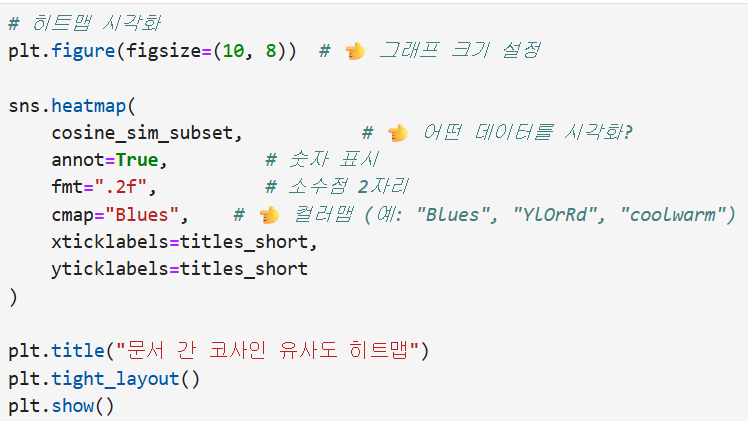 # 히트맵 시각화
plt.figure(figsize=(10, 8))  # 👈 그래프 크기 설정
sns.heatmap(
    cosine_sim_subset,           # 👈 어떤 데이터를 시각화?
    annot=True,         # 숫자 표시
    fmt=".2f",          # 소수점 2자리
    cmap="Blues",    # 👈 컬러맵 (예: "Blues", "YlOrRd", "coolwarm")
    xticklabels=titles_short,
    yticklabels=titles_short
)
plt.title("문서 간 코사인 유사도 히트맵")
plt.tight_layout()
plt.show()